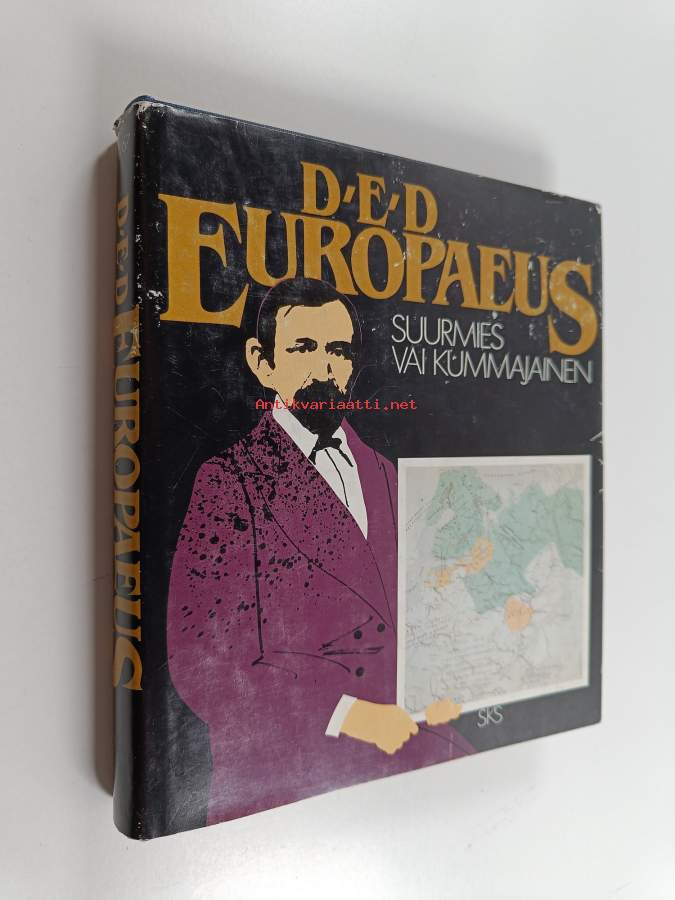 D.E.D
EUROPAEUS
SUURMIES
VAI KUMMAJAINEN
Antikvariaatti.net
SKS
D.E.D EUROPAEUS